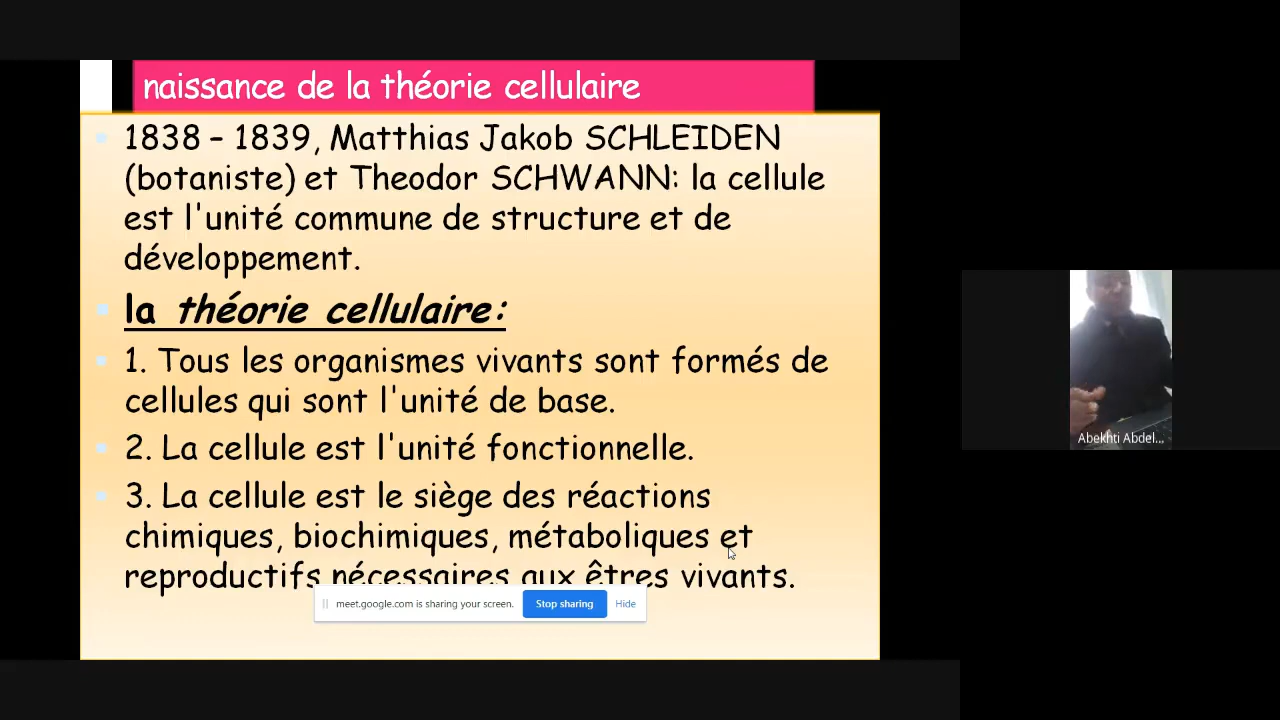 naissance de la théorie cellulaire
1838 – 1839, Matthias Jakob SCHLEIDEN
(botaniste) et Theodor SCHWANN: la cellule
est l'unité commune de structure et de
développement.
la théorie cellulaire:
1. Tous les organismes vivants sont formés de
cellules qui sont l'unité de base.
2. La cellule est l'unité fonctionnelle.
3. La cellule est le siège des réactions
chimiques, biochimiques, métaboliques et
reproductifs nécessaires aux êtres vivants.
meet.google.com is sharing your screen. Stop sharing Hide
Abekhti Abdel...